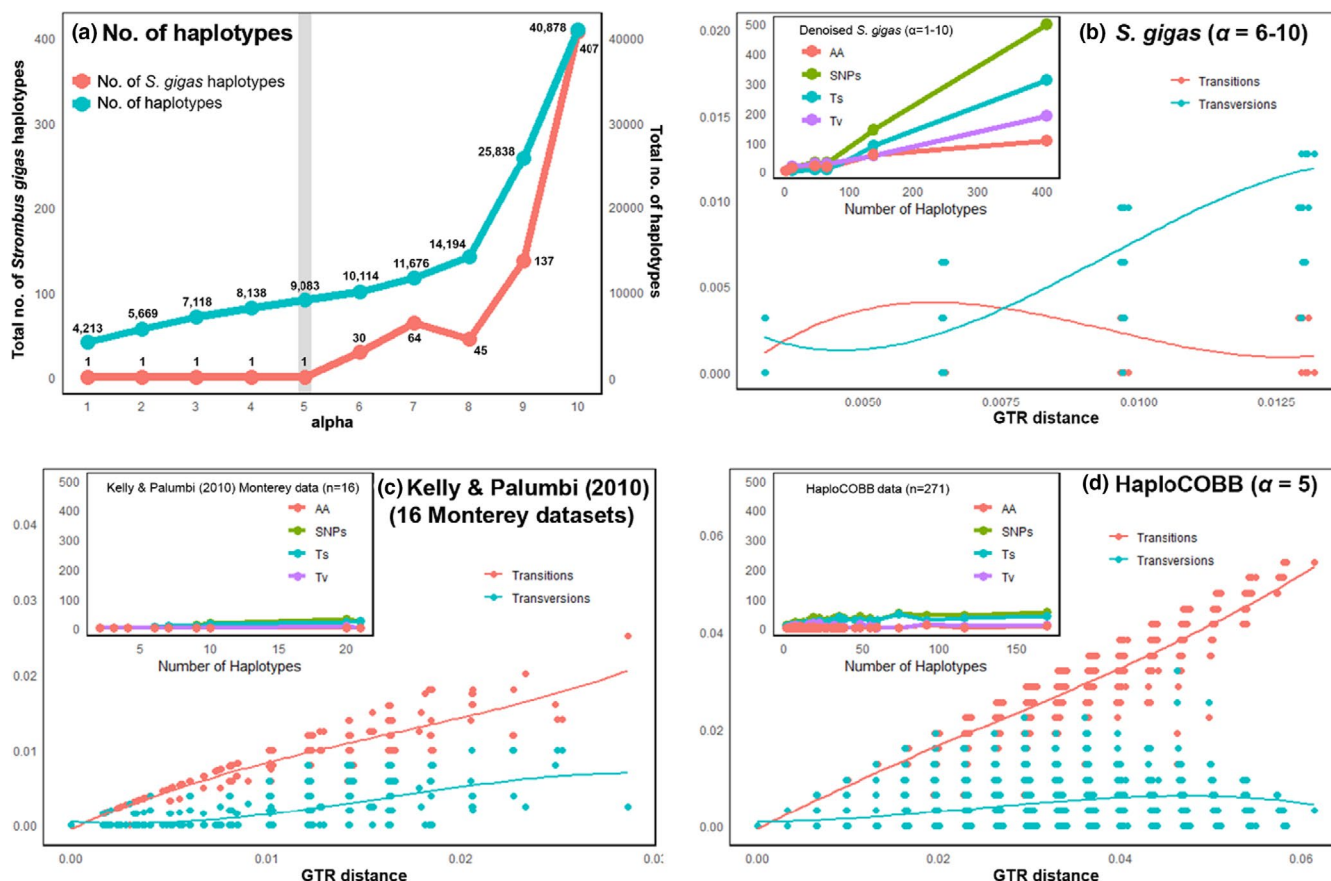 (a) No. of haplotypes
No. of S. gigas haplotypes
No. of haplotypes
Total no. of Strombus gigas haplotypes
400
300
200
100
0
40000
30000
20000
10000
0
Total no. of haplotypes
4,213
5,669
7,118
8,138
9,083
10,114
11,676
14,194
25,838
40,878
407
1
1
1
1
1
30
64
45
137
1 2 3 4 5 6 7 8 9 10
alpha
(b) S. gigas (α = 6-10)
Denoised S. gigas (α=1-10)
AA
SNPs
Ts
Tv
500
400
300
200
100
0
0 100 200 300 400
Number of Haplotypes
Transitions
Transversions
0.020
0.015
0.010
0.005
0.000
0.0050 0.0075 0.0100 0.0125
GTR distance
(c) Kelly & Palumbi (2010)
(16 Monterey datasets)
Kelly & Palumbi (2010) Monterey data (n=16)
AA
SNPs
Ts
Tv
500
400
300
200
100
0
5 10 15 20
Number of Haplotypes
Transitions
Transversions
0.04
0.03
0.02
0.01
0.00
0.00 0.01 0.02
GTR distance
(d) HaploCOBB (α = 5)
HaploCOBB data (n=271)
AA
SNPs
Ts
Tv
500
400
300
200
100
0
0 50 100 150
Number of Haplotypes
Transitions
Transversions
0.06
0.04
0.02
0.00
0.00 0.02 0.04 0.06
GTR distance